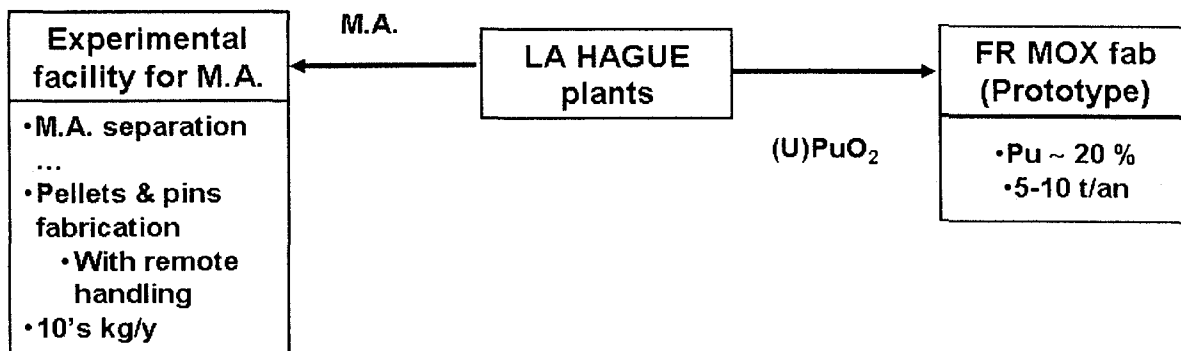 Experimental
facility for M.A.
•M.A. separation
...
•Pellets & pins
fabrication
•With remote
handling
•10's kg/y
M.A.
LA HAGUE
plants
(U)PuO₂
FR MOX fab
(Prototype)
•Pu ~ 20 %
•5-10 t/an